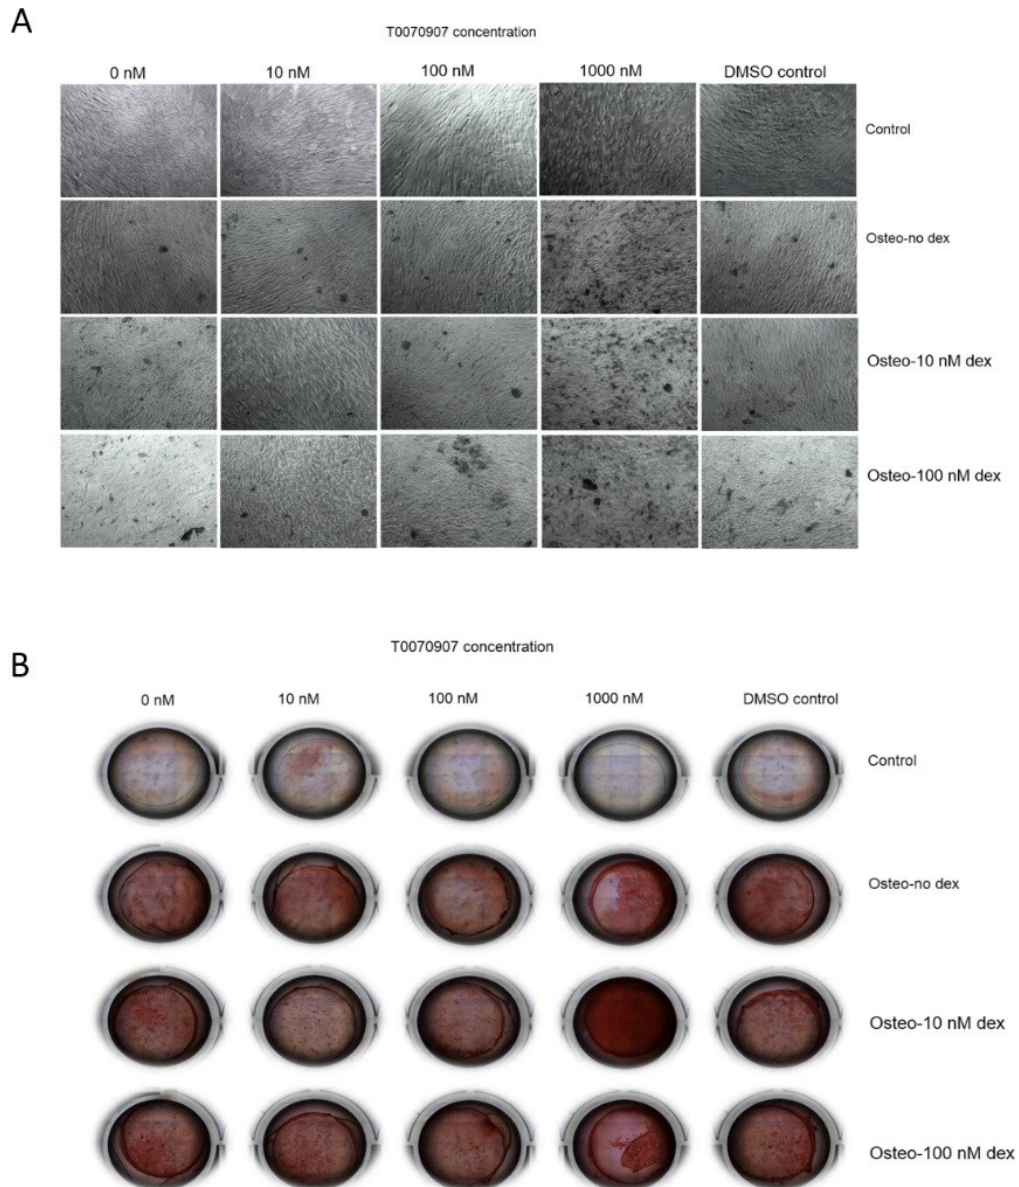 A
T0070907 concentration
0 nM 10 nM 100 nM 1000 nM DMSO control
Control
Osteo-no dex
Osteo-10 nM dex
Osteo-100 nM dex
T0070907 concentration
B
0 nM 10 nM 100 nM 1000 nM DMSO control
Control
Osteo-no dex
Osteo-10 nM dex
Osteo-100 nM dex